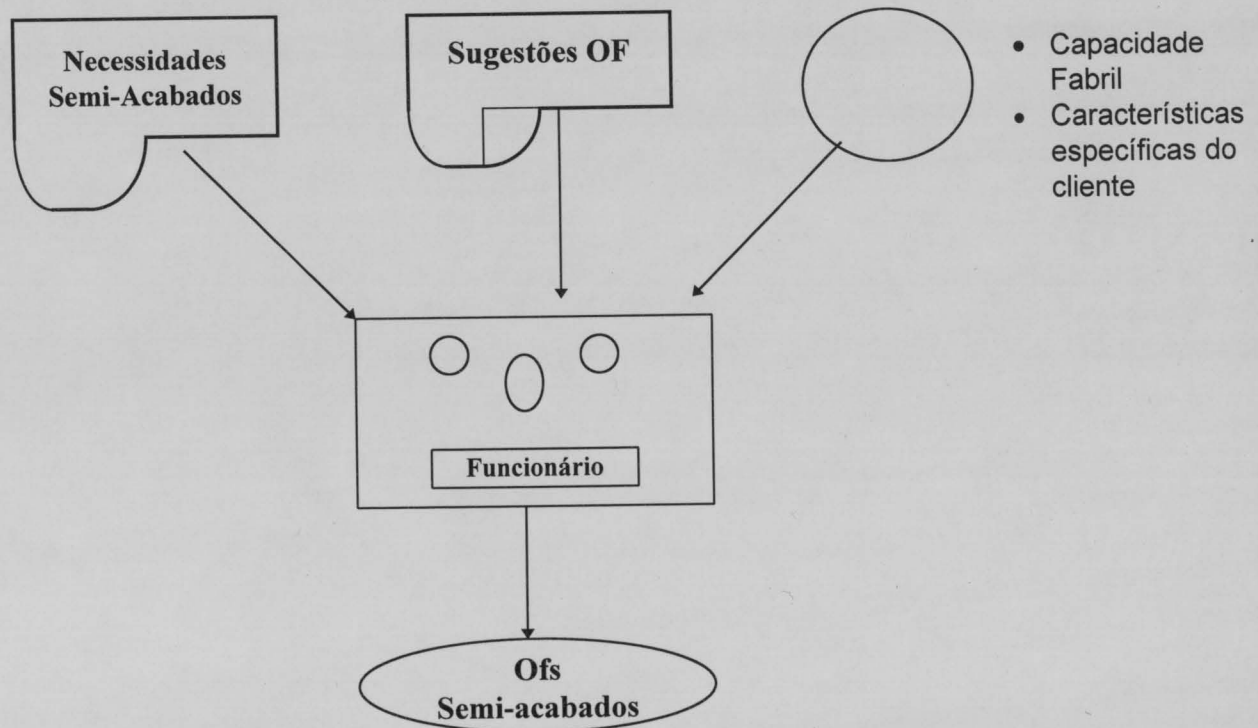 Necessidades
Semi-Acabados
Sugestões OF
• Capacidade
Fabril
• Características
específicas do
cliente
Funcionário
Ofs
Semi-acabados